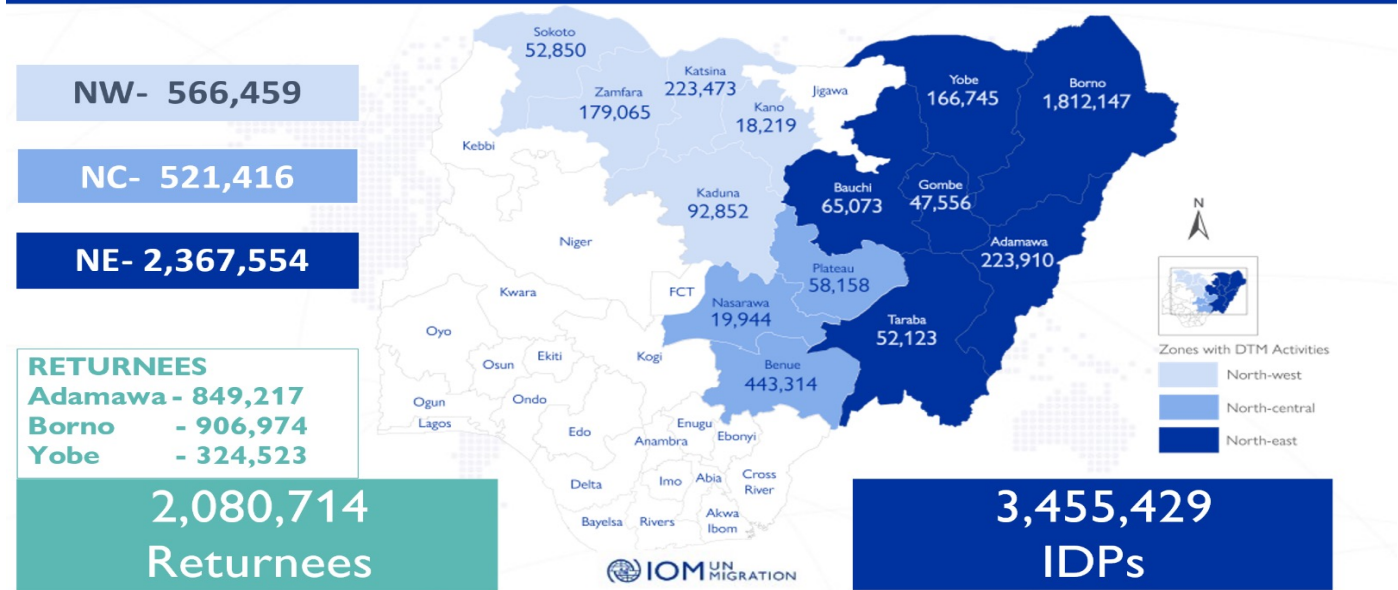 NW- 566,459
NC- 521,416
NE- 2,367,554
RETURNEES
Adamawa - 849,217
Borno - 906,974
Yobe - 324,523
2,080,714
Returnees
Sokoto
52,850
Zamfara
179,065
Katsina
223,473
Kano
18,219
Jigawa
Yobe
166,745
Borno
1,812,147
Kebbi
Kaduna
92,852
Bauchi
65,073
Gombe
47,556
Adamawa
223,910
Niger
Plateau
58,158
FCT
Kwara
Nasarawa
19,944
Taraba
52,123
Oyo
Osun
Ekiti
Kogi
Benue
443,314
Ogun
Ondo
Lagos
Edo
Enugu
Anambra
Ebonyi
Delta
Imo
Abia
Cross
River
Bayelsa
Rivers
Akwa
Ibom
N
Zones with DTM Activities
North-west
North-central
North-east
IOM UN MIGRATION
3,455,429
IDPs